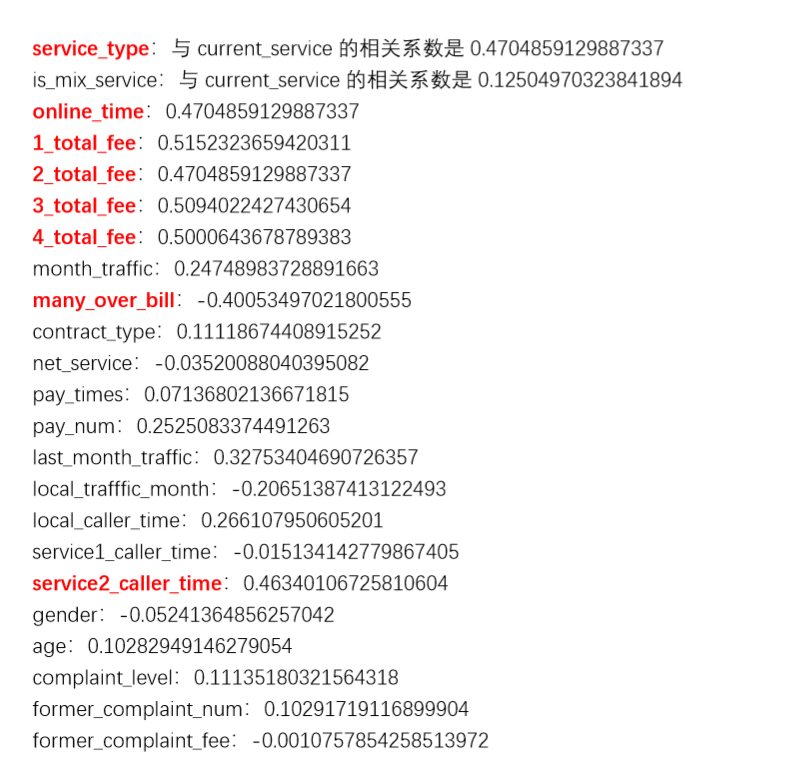 service_type： 与 current_service 的相关系数是 0.4704859129887337
is_mix_service： 与 current_service 的相关系数是 0.12504970323841894
online_time：0.4704859129887337
1_total_fee：0.5152323659420311
2_total_fee：0.4704859129887337
3_total_fee：0.5094022427430654
4_total_fee：0.5000643678789383
month_traffic：0.24748983728891663
many_over_bill：-0.40053497021800555
contract_type：0.11118674408915252
net_service：-0.03520088040395082
pay_times：0.07136802136671815
pay_num：0.2525083374491263
last_month_traffic：0.32753404690726357
local_trafffic_month：-0.20651387413122493
local_caller_time：0.266107950605201
service1_caller_time：-0.015134142779867405
service2_caller_time：0.46340106725810604
gender：-0.05241364856257042
age：0.10282949146279054
complaint_level：0.11135180321564318
former_complaint_num：0.10291719116899904
former_complaint_fee：-0.0010757854258513972